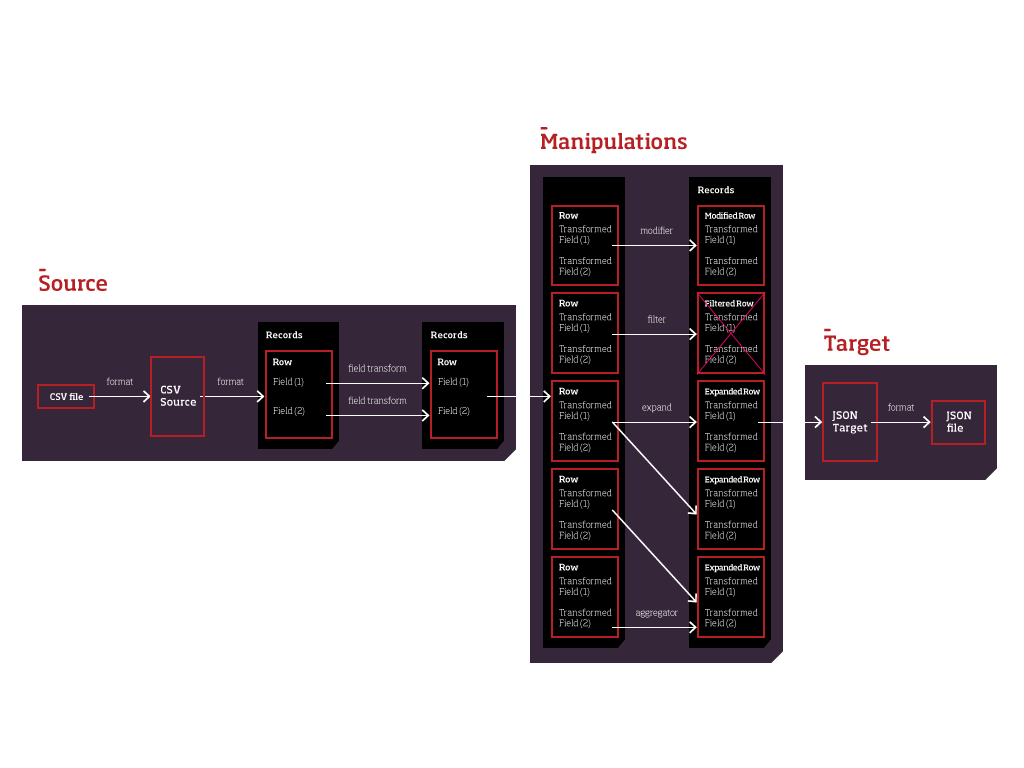 Source
CSV file
format
CSV
Source
format
Records
Row
Field (1)
Field (2)
field transform
field transform
Records
Row
Field (1)
Field (2)
Manipulations
Row
Transformed
Field (1)
Transformed
Field (2)
Row
Transformed
Field (1)
Transformed
Field (2)
Row
Transformed
Field (1)
Transformed
Field (2)
Row
Transformed
Field (1)
Transformed
Field (2)
Row
Transformed
Field (1)
Transformed
Field (2)
modifier
filter
expand
aggregator
Records
Modified Row
Transformed
Field (1)
Transformed
Field (2)
Filtered Row
Transformed
Field (1)
Transformed
Field (2)
Expanded Row
Transformed
Field (1)
Transformed
Field (2)
Expanded Row
Transformed
Field (1)
Transformed
Field (2)
Expanded Row
Transformed
Field (1)
Transformed
Field (2)
Target
JSON
Target
format
JSON
file